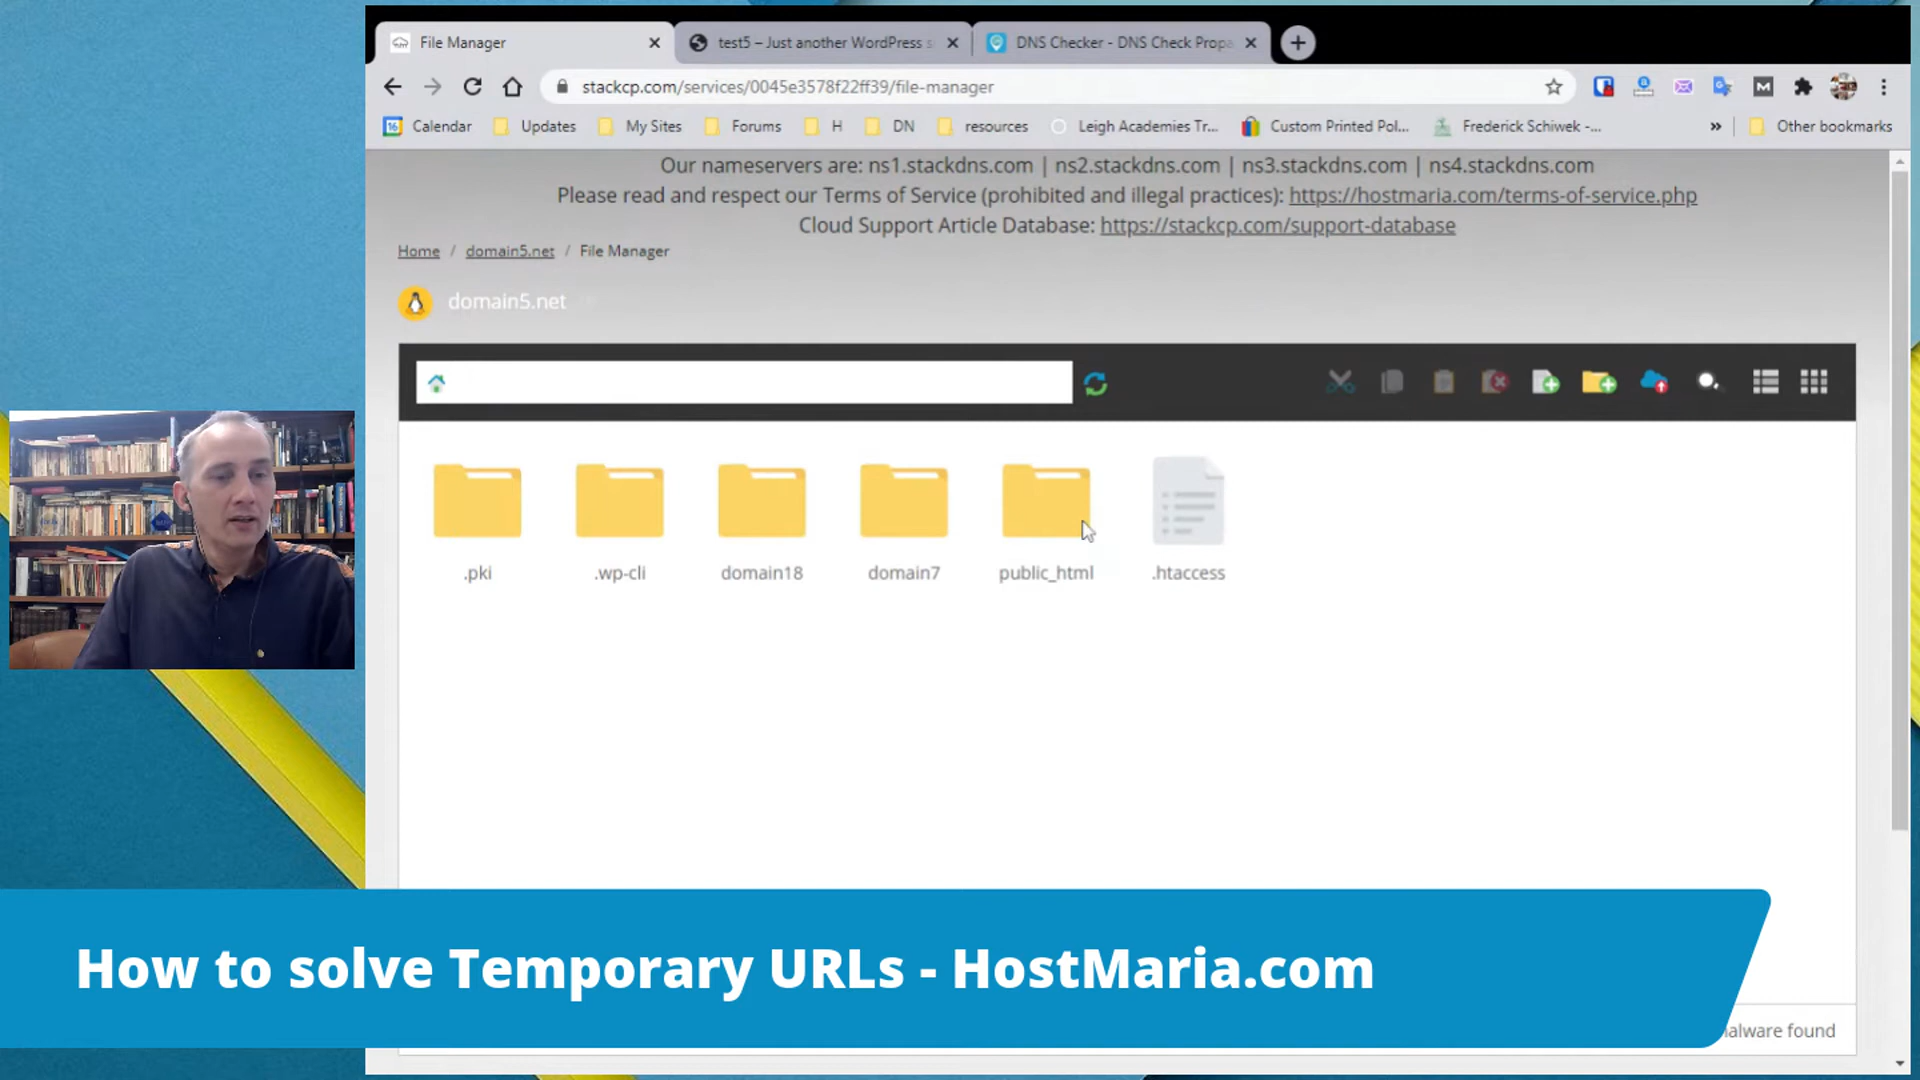 File Manager
test5 – Just another WordPress s
DNS Checker - DNS Check Propa
stackcp.com/services/0045e3578f22ff39/file-manager
16 Calendar Updates My Sites Forums H DN resources Leigh Academies Tr... Custom Printed Pol... Frederick Schiwek -... » Other bookmarks
Our nameservers are: ns1.stackdns.com | ns2.stackdns.com | ns3.stackdns.com | ns4.stackdns.com
Please read and respect our Terms of Service (prohibited and illegal practices): https://hostmaria.com/terms-of-service.php
Cloud Support Article Database: https://stackcp.com/support-database
Home / domain5.net / File Manager
domain5.net
.pki .wp-cli domain18 domain7 public_html .htaccess
How to solve Temporary URLs - HostMaria.com
alware found